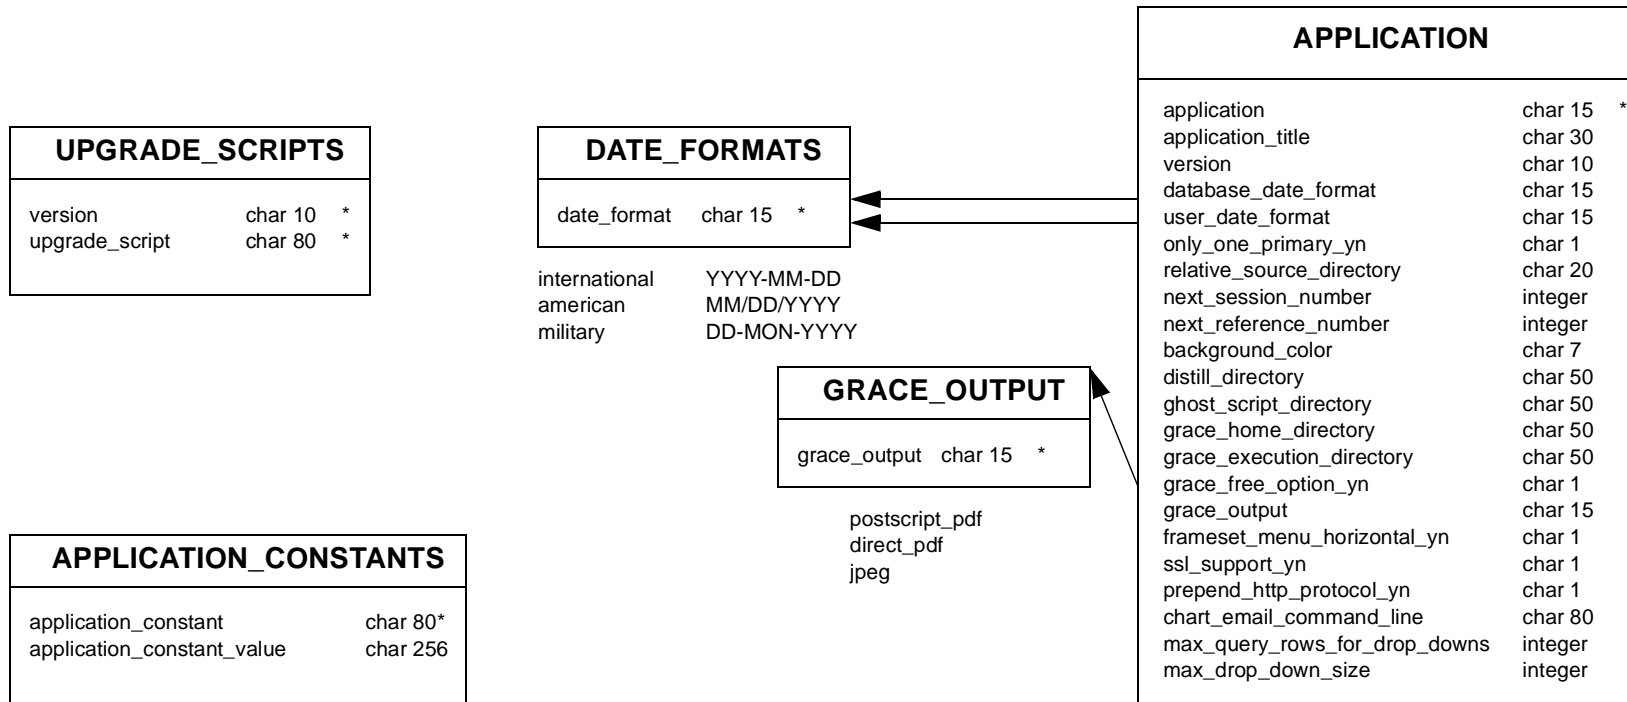 UPGRADE_SCRIPTS
version char 10 *
upgrade_script char 80 *
DATE_FORMATS
date_format char 15 *
international YYYY-MM-DD
american MM/DD/YYYY
military DD-MON-YYYY
GRACE_OUTPUT
grace_output char 15 *
postscript_pdf
direct_pdf
jpeg
APPLICATION_CONSTANTS
application_constant char 80*
application_constant_value char 256
APPLICATION
application char 15 *
application_title char 30
version char 10
database_date_format char 15
user_date_format char 15
only_one_primary_yn char 1
relative_source_directory char 20
next_session_number integer
next_reference_number integer
background_color char 7
distill_directory char 50
ghost_script_directory char 50
grace_home_directory char 50
grace_execution_directory char 50
grace_free_option_yn char 1
grace_output char 15
frameset_menu_horizontal_yn char 1
ssl_support_yn char 1
prepend_http_protocol_yn char 1
chart_email_command_line char 80
max_query_rows_for_drop_downs integer
max_drop_down_size integer